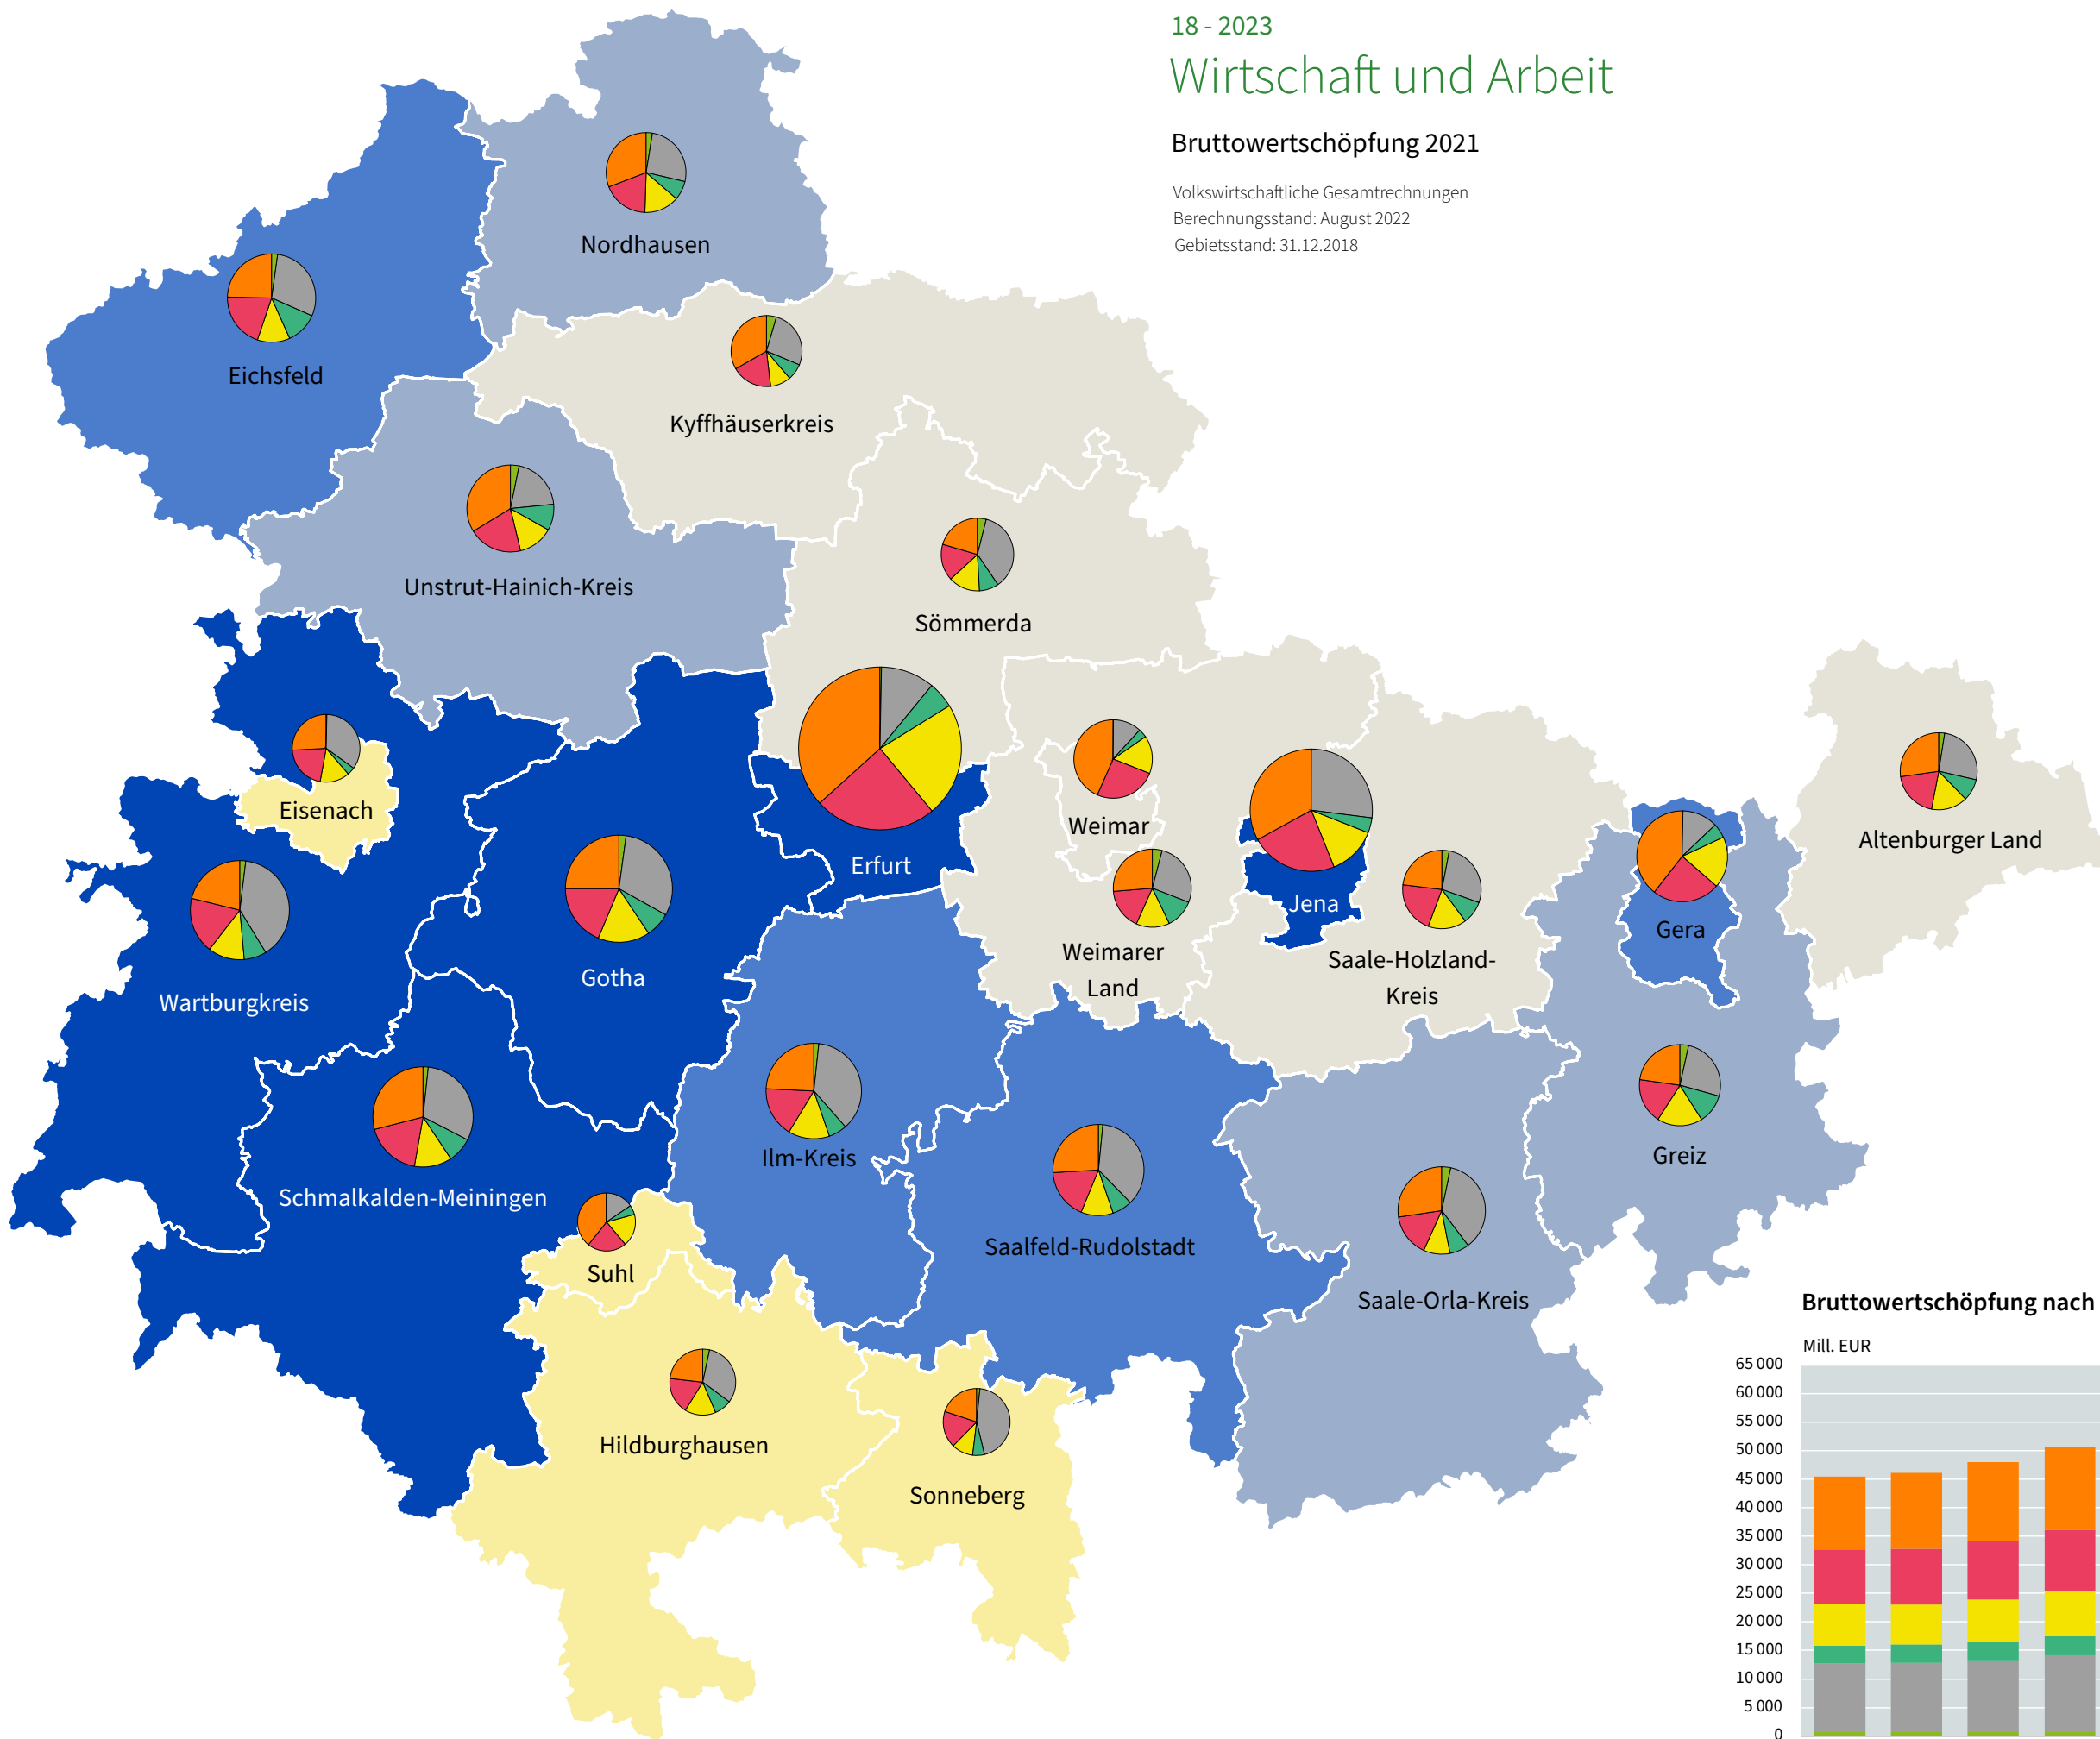 18 - 2023
Wirtschaft und Arbeit
Bruttowertschöpfung 2021
Volkswirtschaftliche Gesamtrechnungen
Berechnungsstand: August 2022
Gebietsstand: 31.12.2018
Nordhausen
Eichsfeld
Kyffhäuserkreis
Unstrut-Hainich-Kreis
Sömmerda
Eisenach
Weimar
Altenburger Land
Erfurt
Jena
Gera
Weimarer
Land
Saale-Holzland-
Kreis
Gotha
Wartburgkreis
Ilm-Kreis
Greiz
Schmalkalden-Meiningen
Saalfeld-Rudolstadt
Suhl
Saale-Orla-Kreis
Hildburghausen
Sonneberg
Bruttowertschöpfung nach
Mill. EUR
65 000
60 000
55 000
50 000
45 000
40 000
35 000
30 000
25 000
20 000
15 000
10 000
5 000
0